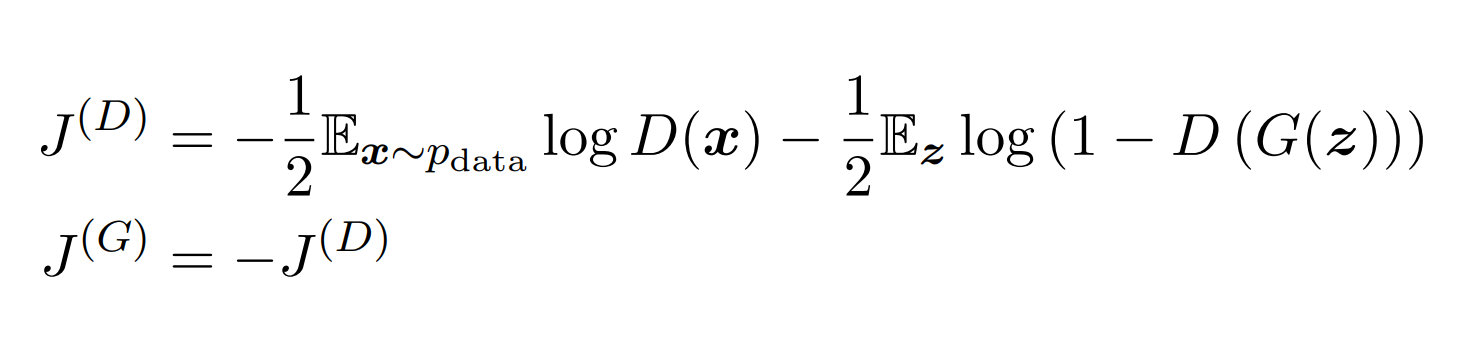 J^{(D)} = -\frac{1}{2}\mathbb{E}_{\boldsymbol{x}\sim p_{\text{data}}} \log D(\boldsymbol{x}) - \frac{1}{2}\mathbb{E}_{\boldsymbol{z}} \log \left(1 - D\left(G(\boldsymbol{z})\right)\right)
J^{(G)} = -J^{(D)}